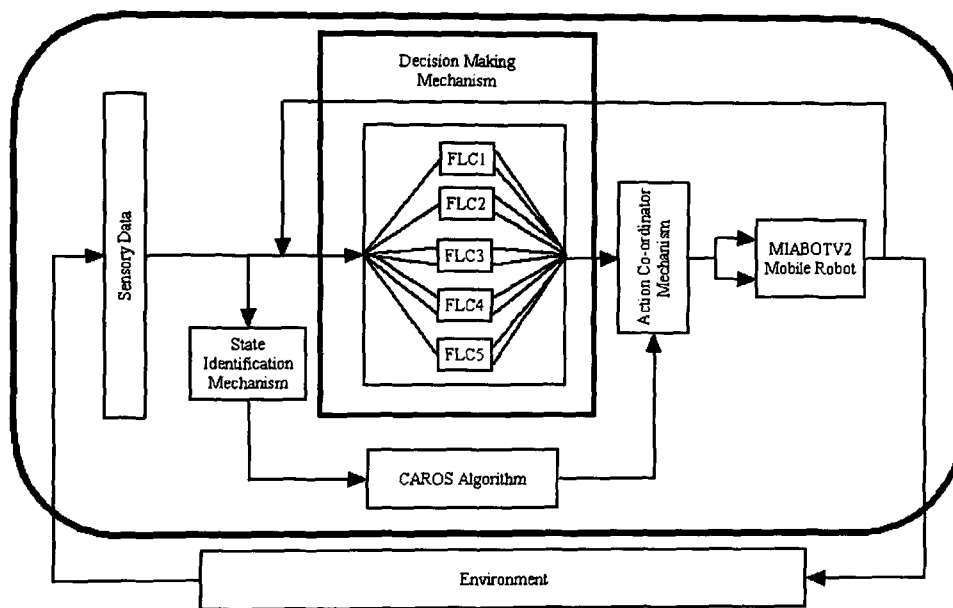 Decision Making
Mechanism
Sensory Data
FLC1
FLC2
FLC3
FLC4
FLC5
Action Co-ordinator
Mechanism
MIABOTV2
Mobile Robot
State
Identification
Mechanism
CAROS Algorithm
Environment